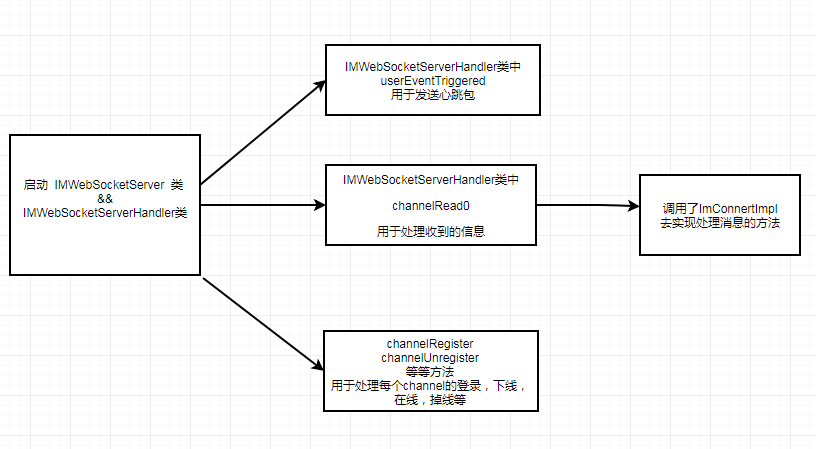 IMWebSocketServerHandler类中
userEventTriggered
用于发送心跳包
启动 IMWebSocketServer 类
&&
IMWebSocketServerHandler类
IMWebSocketServerHandler类中
channelRead0
用于处理收到的信息
调用了ImConnertImpl
去实现处理消息的方法
channelRegister
channelUnregister
等等方法
用于处理每个channel的登录，下线，
在线，掉线等